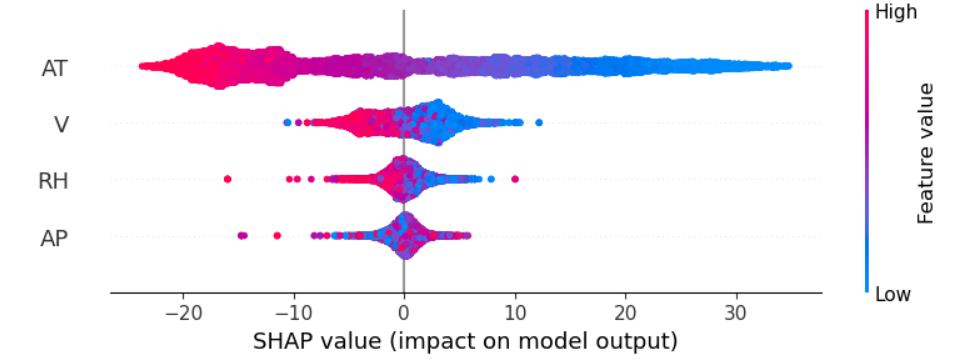 High
AT
V
RH
AP
Feature value
Low
−20 −10 0 10 20 30
SHAP value (impact on model output)